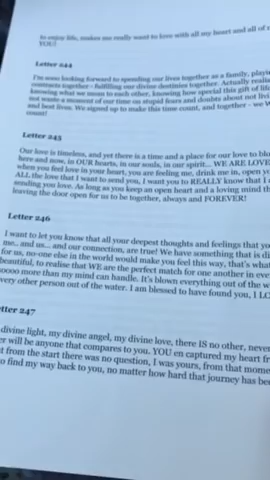 to enjoy life, makes me really want to love with all my heart and all of
YOU!
Letter 244
I'm sooo looking forward to spending our lives together as a family, playi
contracts together - fulfilling our divine destinies together. Actually reali
knowing what we mean to each other, knowing how special this gift of life
not waste a moment of our time on stupid fears and doubts about not livi
and best lives. We signed up to make this time count, and together - we W
count!
Letter 245
Our love is timeless, and yet there is a time and a place for our love to blo
here and now, in OUR hearts, in our souls, in our spirit... WE ARE LOVE
when you feel love in your heart, you are feeling me, drink me in, open yo
ALL the love that I want to send you, I want you to REALLY know that I
sending you love. As long as you keep an open heart and a loving mind th
leaving the door open for us to be together, always and FOREVER!
Letter 246
I want to let you know that all your deepest thoughts and feelings that yo
me.. and us... and our connection, are true! We have something that is di
for us, no-one else in the world would make you feel this way, that's what
beautiful, to realise that WE are the perfect match for one another in eve
ooooo more than my mind can handle. It's blown everything out of the w
very other person out of the water. I am blessed to have found you, I LO
tter 247
divine light, my divine angel, my divine love, there IS no other, never
er will be anyone that compares to you. YOU en captured my heart fr
t from the start there was no question, I was yours, from that mome
o find my way back to you, no matter how hard that journey has bee